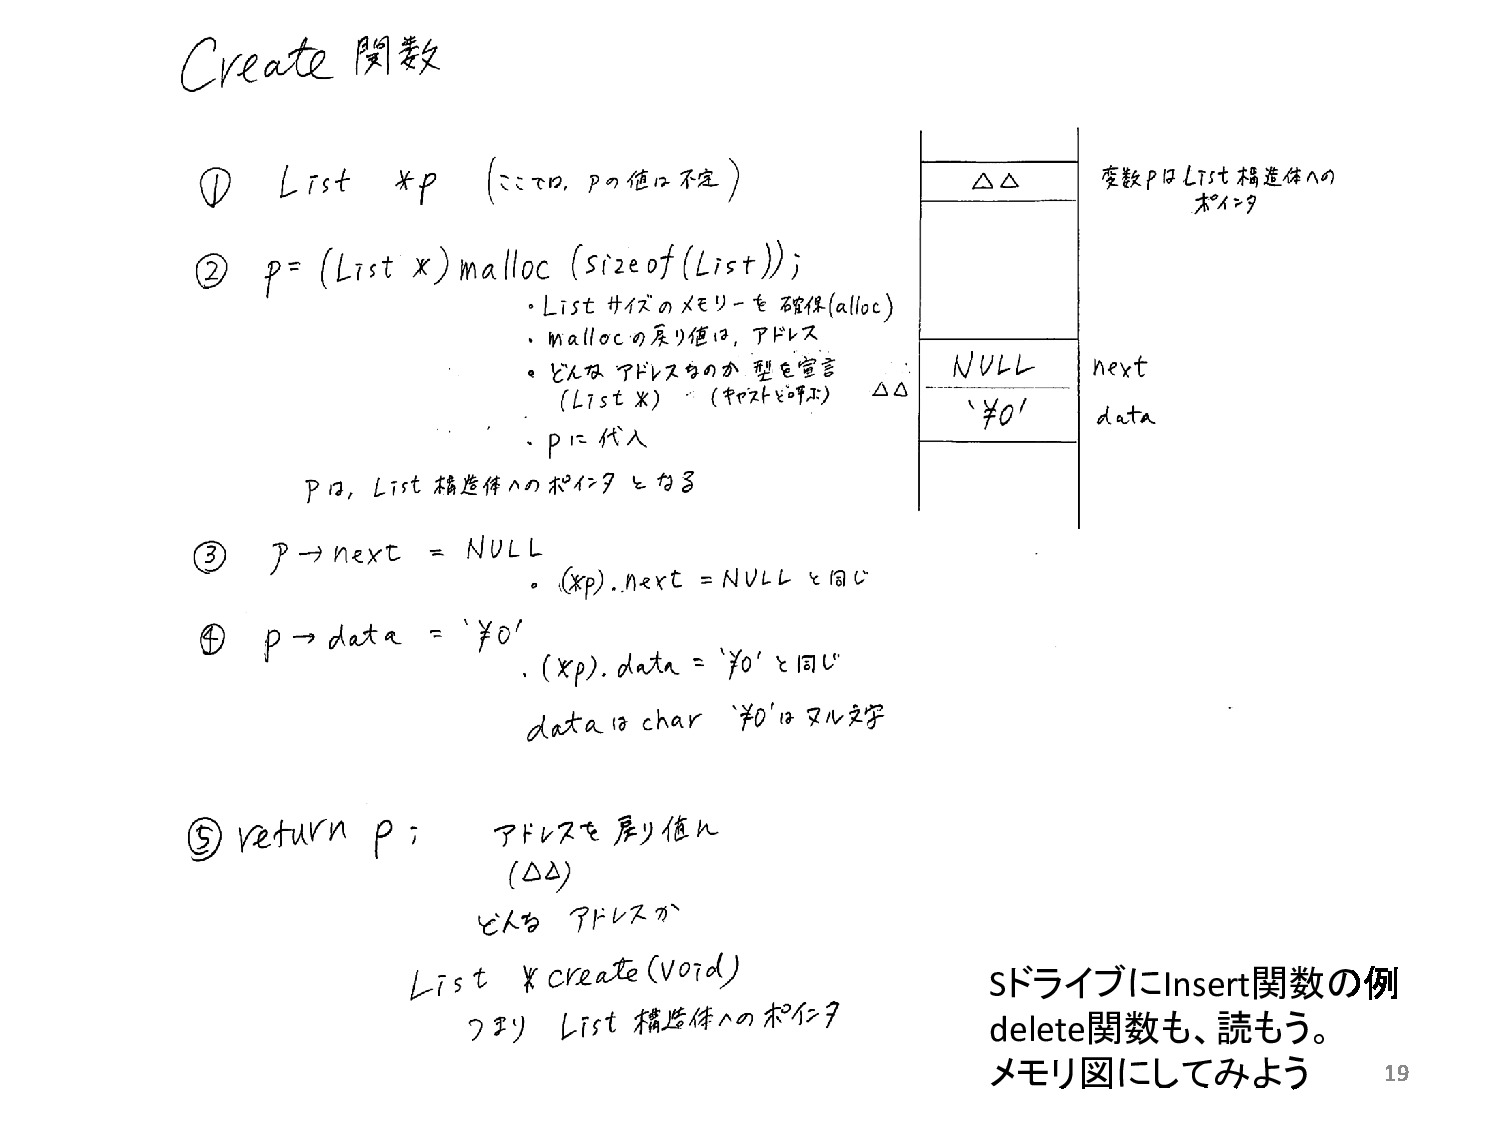 Create 関数
① List *p (ここでは, pの値は不定)
② p = (List *)malloc (sizeof(List));
・List サイズのメモリーを確保(alloc)
・mallocの戻り値は, アドレス
・どんなアドレスなのか 型を宣言
(List *) (キャストと呼ぶ)
・pに代入
pは, List 構造体へのポインタとなる
③ p→next = NULL
・(*p).next = NULL と同じ
④ p→data = '¥0'
・(*p).data = '¥0' と同じ
dataは char '¥0'は ヌル文字
⑤ return p; アドレスを戻り値に
(△△)
どんな アドレスか
List *create(void)
つまり List 構造体へのポインタ
△△
変数pはList構造体への
ポインタ
NULL next
△△
'¥0' data
SドライブにInsert関数の例
delete関数も、読もう。
メモリ図にしてみよう
19